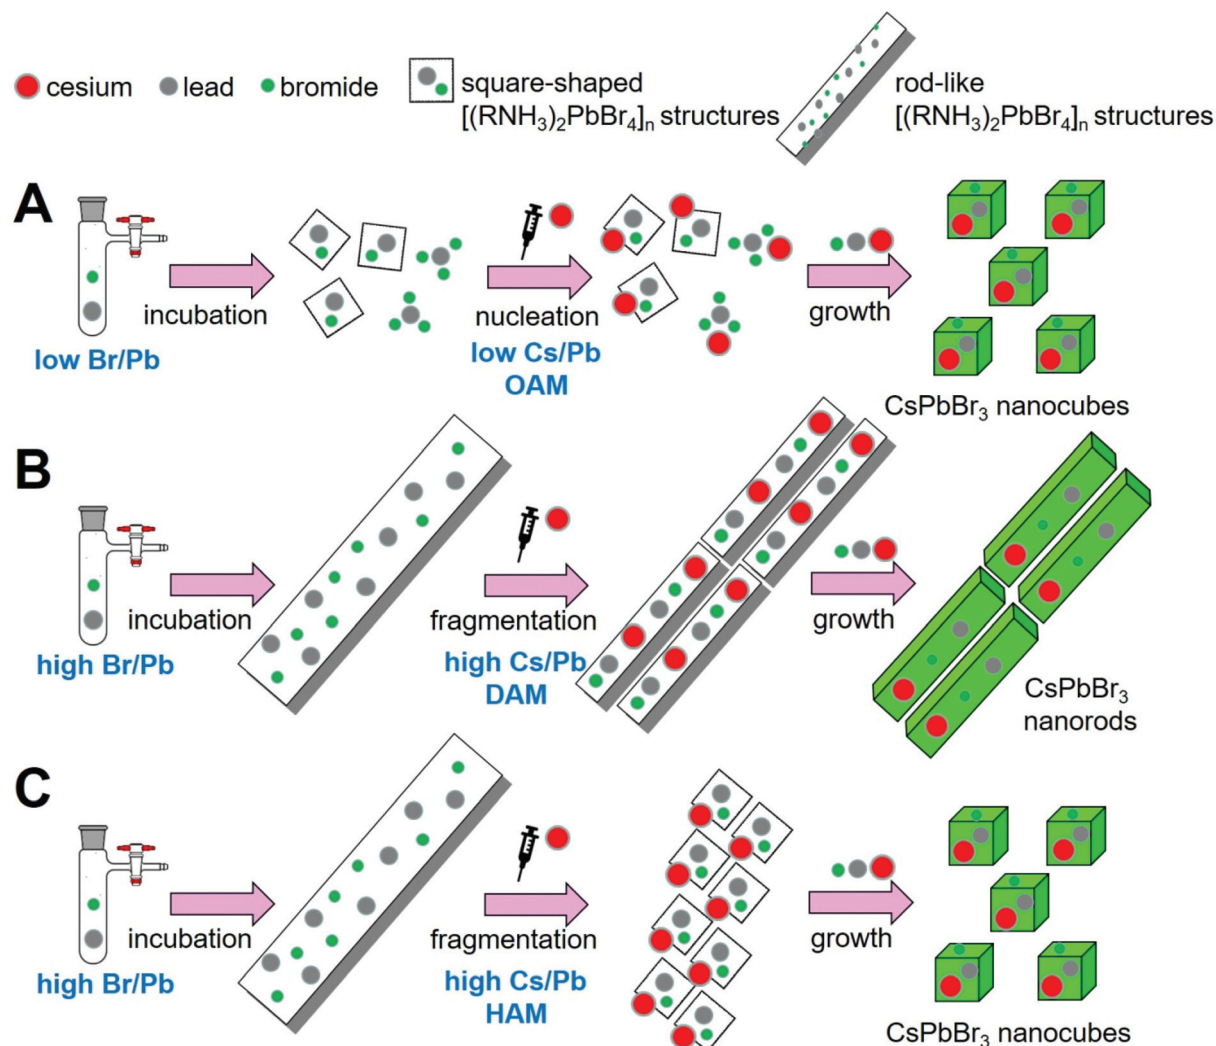 cesium lead bromide square-shaped
[(RNH₃)₂PbBr₄]ₙ structures
rod-like
[(RNH₃)₂PbBr₄]ₙ structures
A
incubation
low Br/Pb
nucleation
low Cs/Pb
OAM
growth
CsPbBr₃ nanocubes
B
incubation
high Br/Pb
fragmentation
high Cs/Pb
DAM
growth
CsPbBr₃
nanorods
C
incubation
high Br/Pb
fragmentation
high Cs/Pb
HAM
growth
CsPbBr₃ nanocubes